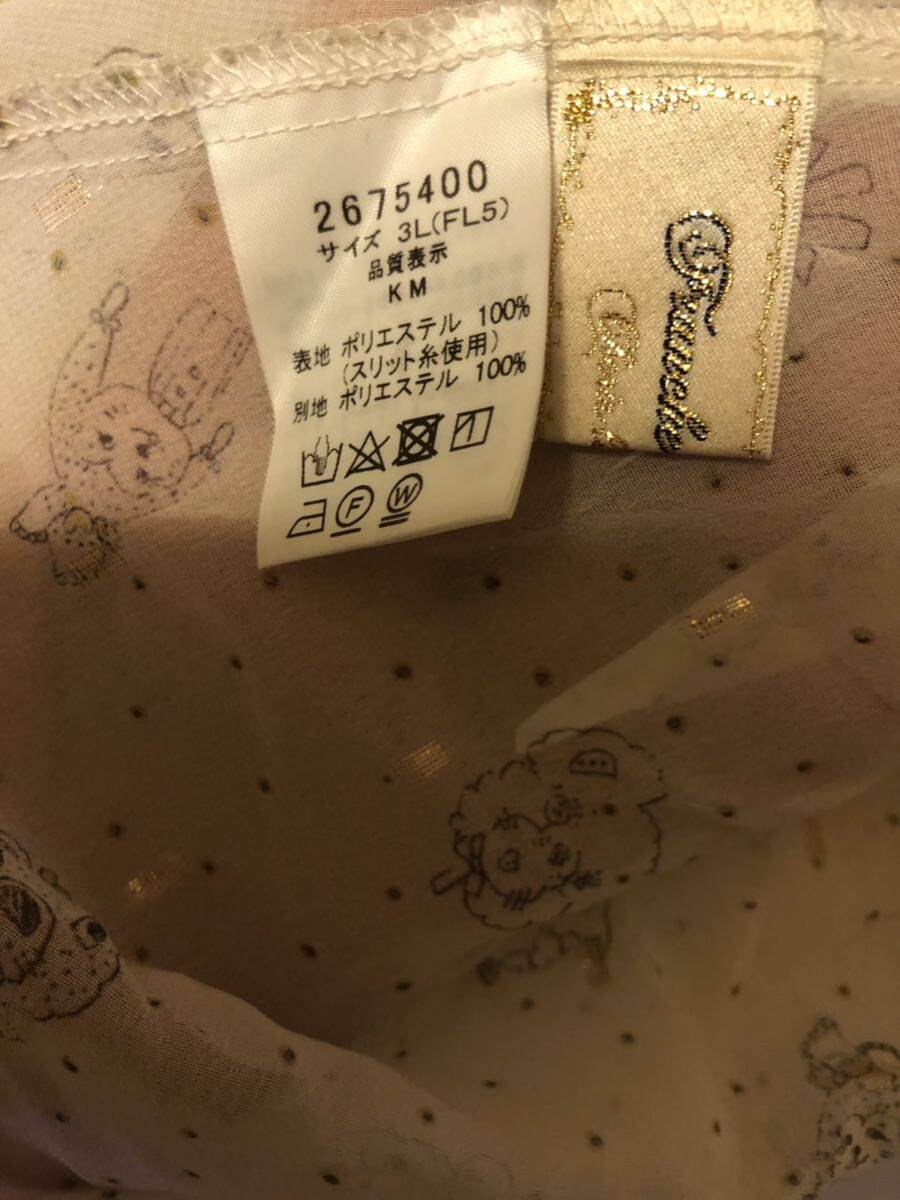 2675400
サイズ 3L(FL5)
品質表示
KM
表地 ポリエステル 100%
(スリット糸使用)
別地 ポリエステル 100%
1
F
W